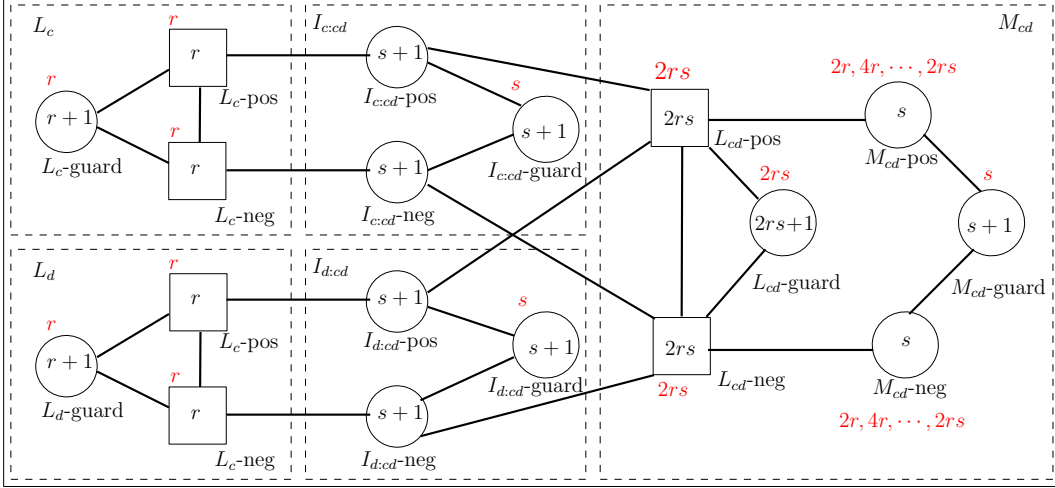 L_c
r
r
L_c-pos
r
r + 1
L_c-guard
r
r
L_c-neg
I_{c:cd}
s + 1
I_{c:cd}-pos
s
s + 1
I_{c:cd}-guard
s + 1
I_{c:cd}-neg
L_d
r
r
L_c-pos
r
r + 1
L_d-guard
r
r
L_c-neg
I_{d:cd}
s + 1
I_{d:cd}-pos
s
s + 1
I_{d:cd}-guard
s + 1
I_{d:cd}-neg
M_{cd}
2rs
2rs
L_{cd}-pos
2r, 4r, ⋯, 2rs
s
M_{cd}-pos
2rs
2rs+1
L_{cd}-guard
s
s + 1
M_{cd}-guard
2rs
L_{cd}-neg
2rs
s
M_{cd}-neg
2r, 4r, ⋯, 2rs